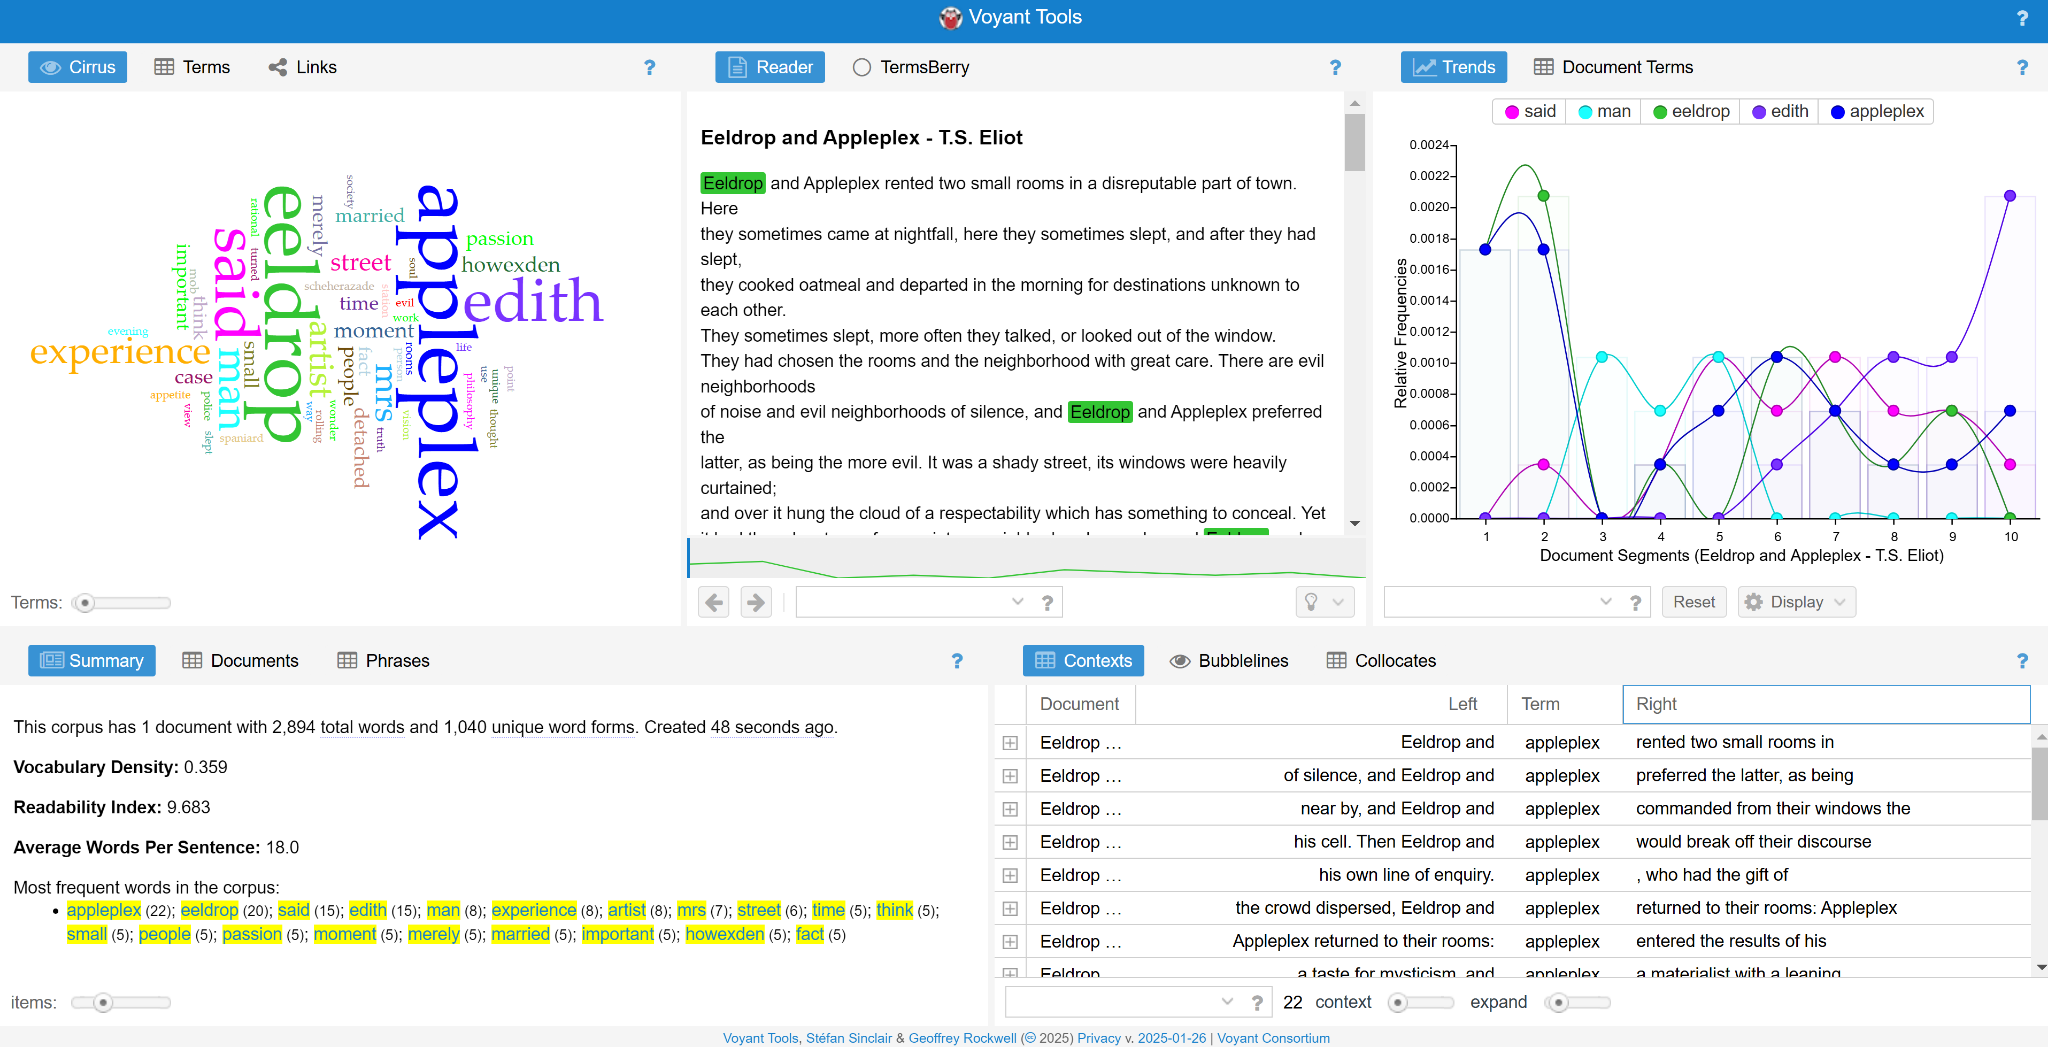 Voyant Tools
?
Cirrus Terms Links ?
evening
experience
case
appetite
view
police
slept
spaniard
important
mob
think
said
man
small
rational
turned
eeldrop
merely
society
married
street
scheherazade
time
station
evil
soul
work
moment
artist
people
fact
mrs
person
rooms
detached
way
rolling
wonder
truth
vision
appleplex
passion
howexden
edith
life
philosophy
use
unique
thought
point
Terms:
Reader TermsBerry ?
Eeldrop and Appleplex - T.S. Eliot
Eeldrop and Appleplex rented two small rooms in a disreputable part of town.
Here
they sometimes came at nightfall, here they sometimes slept, and after they had
slept,
they cooked oatmeal and departed in the morning for destinations unknown to
each other.
They sometimes slept, more often they talked, or looked out of the window.
They had chosen the rooms and the neighborhood with great care. There are evil
neighborhoods
of noise and evil neighborhoods of silence, and Eeldrop and Appleplex preferred
the
latter, as being the more evil. It was a shady street, its windows were heavily
curtained;
and over it hung the cloud of a respectability which has something to conceal. Yet
?
Trends Document Terms ?
said man eeldrop edith appleplex
0.0024
0.0022
0.0020
0.0018
0.0016
0.0014
0.0012
0.0010
0.0008
0.0006
0.0004
0.0002
0.0000
Relative Frequencies
1 2 3 4 5 6 7 8 9 10
Document Segments (Eeldrop and Appleplex - T.S. Eliot)
? Reset Display
Summary Documents Phrases ?
This corpus has 1 document with 2,894 total words and 1,040 unique word forms. Created 48 seconds ago.
Vocabulary Density: 0.359
Readability Index: 9.683
Average Words Per Sentence: 18.0
Most frequent words in the corpus:
• appleplex (22); eeldrop (20); said (15); edith (15); man (8); experience (8); artist (8); mrs (7); street (6); time (5); think (5);
small (5); people (5); passion (5); moment (5); merely (5); married (5); important (5); howexden (5); fact (5)
items:
Contexts Bubblelines Collocates ?
Document Left Term Right
Eeldrop … Eeldrop and appleplex rented two small rooms in
Eeldrop … of silence, and Eeldrop and appleplex preferred the latter, as being
Eeldrop … near by, and Eeldrop and appleplex commanded from their windows the
Eeldrop … his cell. Then Eeldrop and appleplex would break off their discourse
Eeldrop … his own line of enquiry. appleplex , who had the gift of
Eeldrop … the crowd dispersed, Eeldrop and appleplex returned to their rooms: Appleplex
Eeldrop … Appleplex returned to their rooms: appleplex entered the results of his
Eeldrop … a taste for mysticism, and appleplex a materialist with a leaning
? 22 context expand
Voyant Tools, Stéfan Sinclair & Geoffrey Rockwell (2025) Privacy v. 2025-01-26 | Voyant Consortium